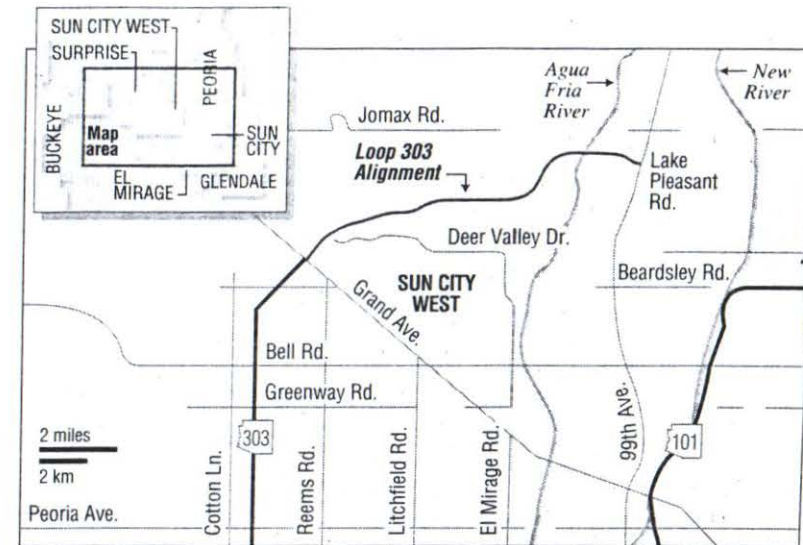 SUN CITY WEST
SURPRISE
PEORIA
BUCKEYE
Map
area
SUN
CITY
EL
MIRAGE
GLENDALE
Agua
Fria
River
New
River
Jomax Rd.
Loop 303
Alignment
Lake
Pleasant
Rd.
Deer Valley Dr.
Beardsley Rd.
SUN CITY
WEST
Grand Ave.
Bell Rd.
Greenway Rd.
2 miles
2 km
303
101
Cotton Ln.
Reems Rd.
Litchfield Rd.
El Mirage Rd.
99th Ave.
Peoria Ave.